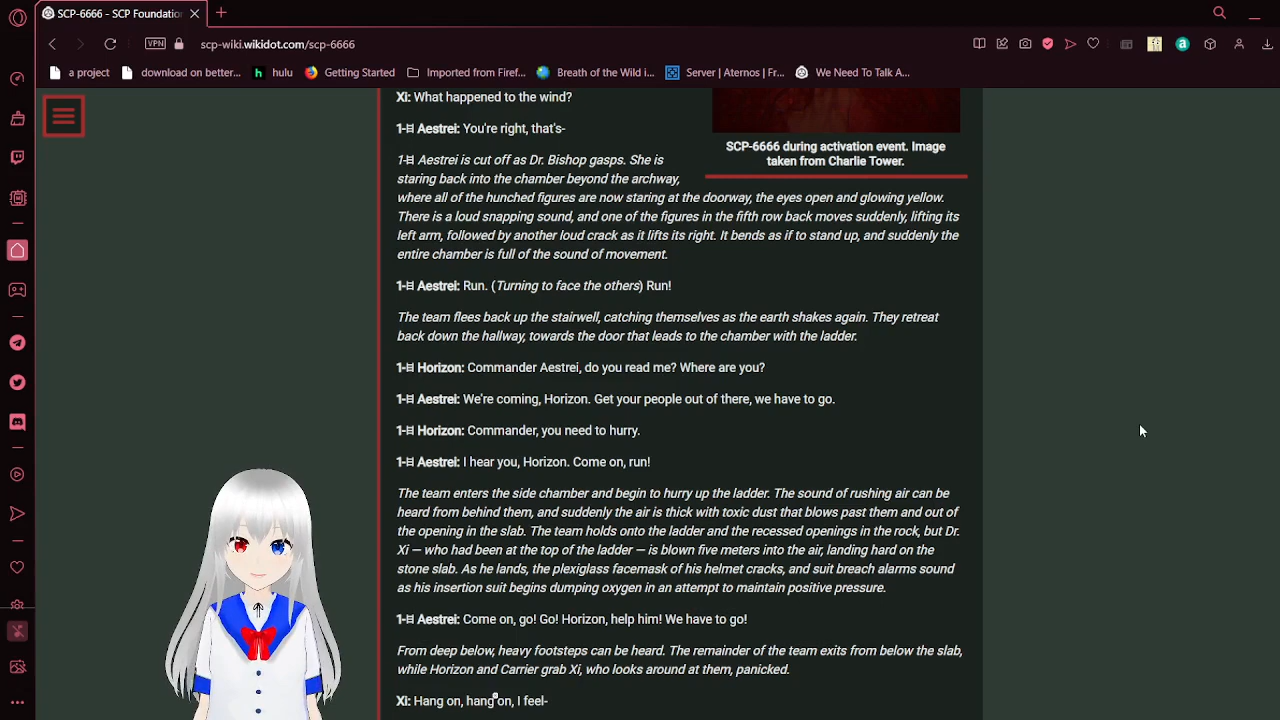 SCP-6666 - SCP Foundation
scp-wiki.wikidot.com/scp-6666
VPN
a project
download on better...
hulu
Getting Started
Imported from Firef...
Breath of the Wild i...
Server | Aternos | Fr...
We Need To Talk A...
Xi: What happened to the wind?
1-ⵌ Aestrei: You're right, that's-
1-ⵌ Aestrei is cut off as Dr. Bishop gasps. She is
staring back into the chamber beyond the archway,
where all of the hunched figures are now staring at the doorway, the eyes open and glowing yellow.
There is a loud snapping sound, and one of the figures in the fifth row back moves suddenly, lifting its
left arm, followed by another loud crack as it lifts its right. It bends as if to stand up, and suddenly the
entire chamber is full of the sound of movement.
SCP-6666 during activation event. Image
taken from Charlie Tower.
1-ⵌ Aestrei: Run. (Turning to face the others) Run!
The team flees back up the stairwell, catching themselves as the earth shakes again. They retreat
back down the hallway, towards the door that leads to the chamber with the ladder.
1-ⵌ Horizon: Commander Aestrei, do you read me? Where are you?
1-ⵌ Aestrei: We're coming, Horizon. Get your people out of there, we have to go.
1-ⵌ Horizon: Commander, you need to hurry.
1-ⵌ Aestrei: I hear you, Horizon. Come on, run!
The team enters the side chamber and begin to hurry up the ladder. The sound of rushing air can be
heard from behind them, and suddenly the air is thick with toxic dust that blows past them and out of
the opening in the slab. The team holds onto the ladder and the recessed openings in the rock, but Dr.
Xi — who had been at the top of the ladder — is blown five meters into the air, landing hard on the
stone slab. As he lands, the plexiglass facemask of his helmet cracks, and suit breach alarms sound
as his insertion suit begins dumping oxygen in an attempt to maintain positive pressure.
1-ⵌ Aestrei: Come on, go! Go! Horizon, help him! We have to go!
From deep below, heavy footsteps can be heard. The remainder of the team exits from below the slab,
while Horizon and Carrier grab Xi, who looks around at them, panicked.
Xi: Hang on, hang on, I feel-